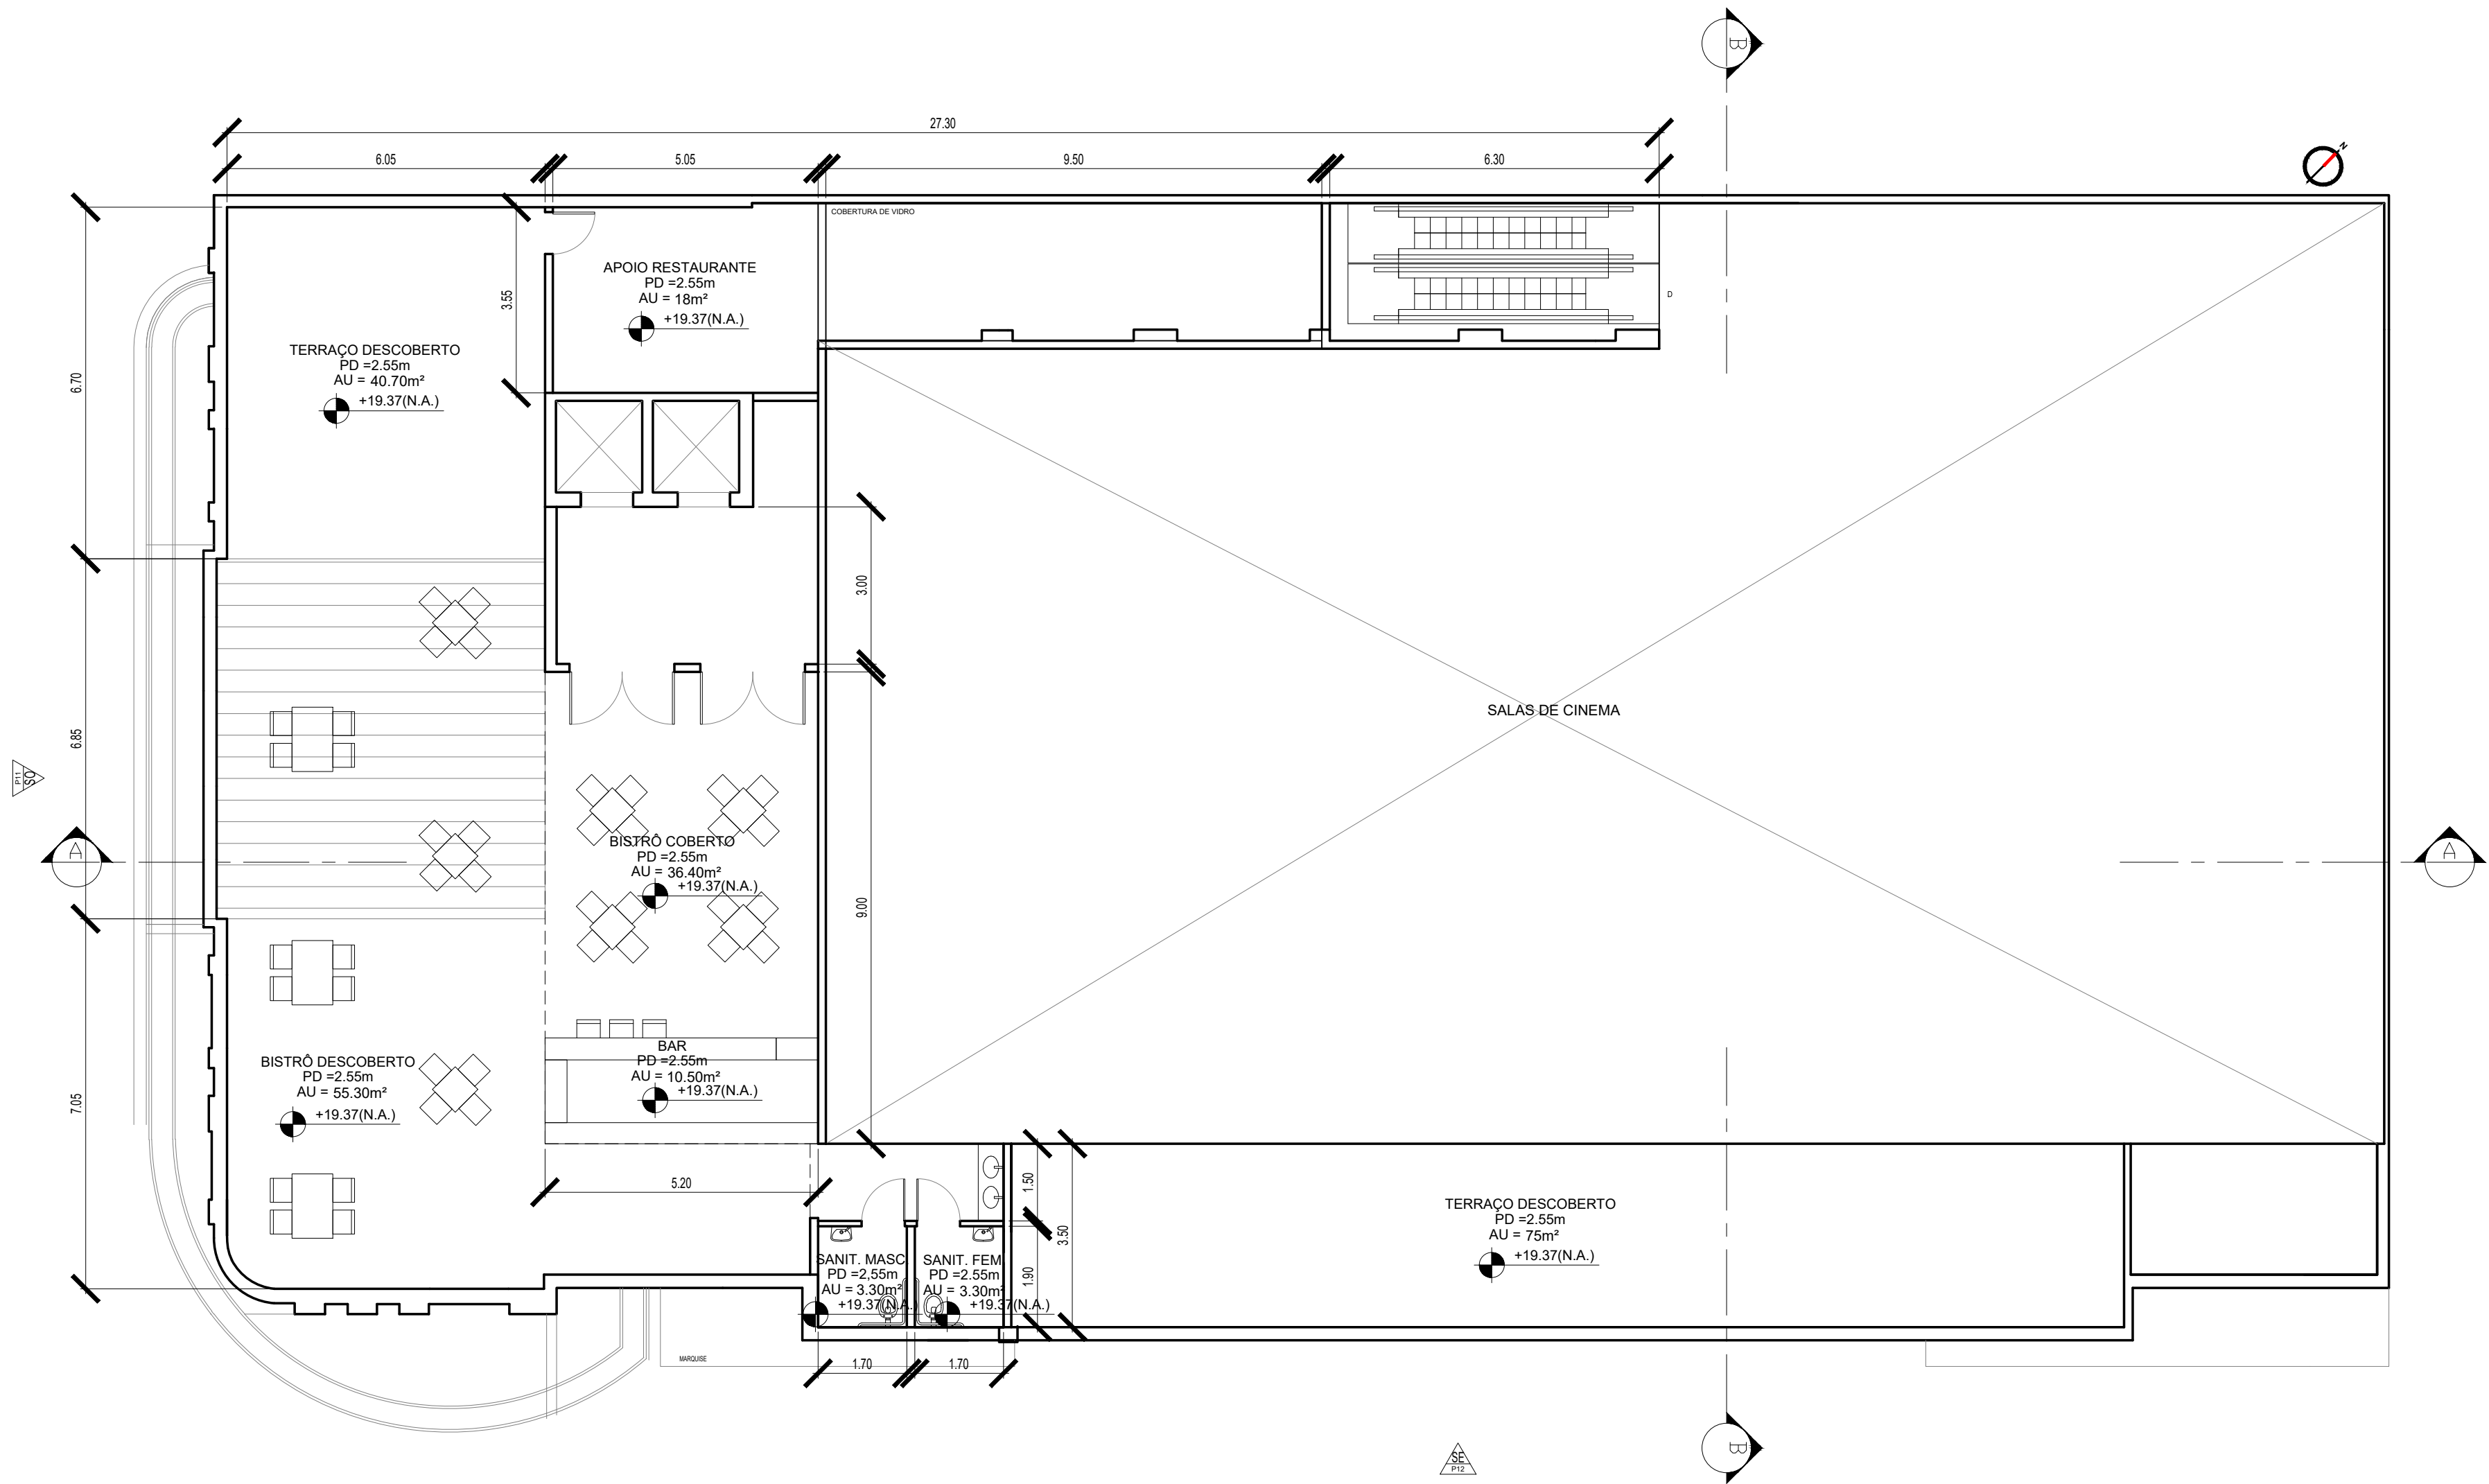 B
27.30
6.05
5.05
9.50
6.30
N
COBERTURA DE VIDRO
APOIO RESTAURANTE
PD =2.55m
AU = 18m²
+19.37(N.A.)
3.55
D
TERRAÇO DESCOBERTO
PD =2.55m
AU = 40.70m²
+19.37(N.A.)
6.70
3.00
SALAS DE CINEMA
6.85
P11
SO
A
BISTRÔ COBERTO
PD =2.55m
AU = 36.40m²
+19.37(N.A.)
A
9.00
BAR
PD =2.55m
AU = 10.50m²
+19.37(N.A.)
BISTRÔ DESCOBERTO
PD =2.55m
AU = 55.30m²
+19.37(N.A.)
7.05
5.20
1.50
3.50
1.90
TERRAÇO DESCOBERTO
PD =2.55m
AU = 75m²
+19.37(N.A.)
SANIT. MASC
PD =2,55m
AU = 3.30m²
+19.37(N.A.)
SANIT. FEM
PD =2.55m
AU = 3.30m²
+19.37(N.A.)
MARQUISE
1.70
1.70
B
SE
P12